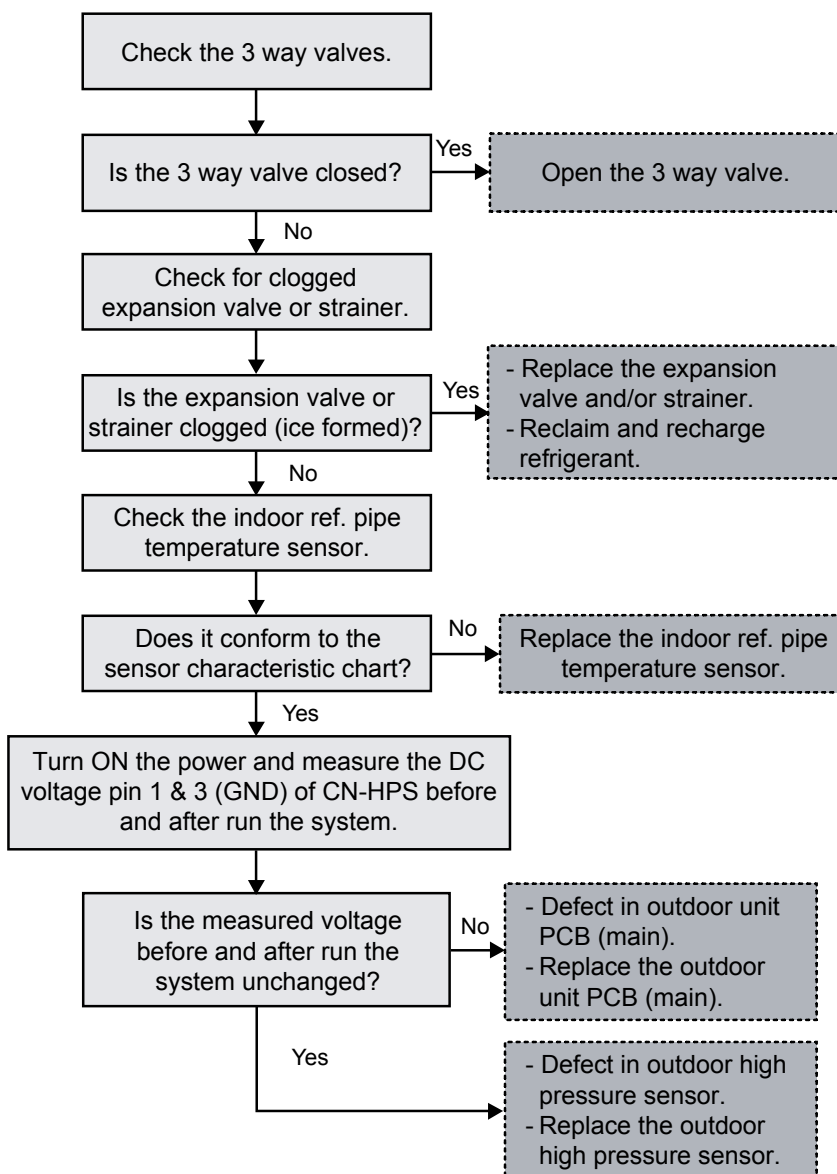 Check the 3 way valves.
Is the 3 way valve closed?
Yes
Open the 3 way valve.
No
Check for clogged
expansion valve or strainer.
Is the expansion valve or
strainer clogged (ice formed)?
Yes
- Replace the expansion
valve and/or strainer.
- Reclaim and recharge
refrigerant.
No
Check the indoor ref. pipe
temperature sensor.
Does it conform to the
sensor characteristic chart?
No
Replace the indoor ref. pipe
temperature sensor.
Yes
Turn ON the power and measure the DC
voltage pin 1 & 3 (GND) of CN-HPS before
and after run the system.
Is the measured voltage
before and after run the
system unchanged?
No
- Defect in outdoor unit
PCB (main).
- Replace the outdoor
unit PCB (main).
Yes
- Defect in outdoor high
pressure sensor.
- Replace the outdoor
high pressure sensor.